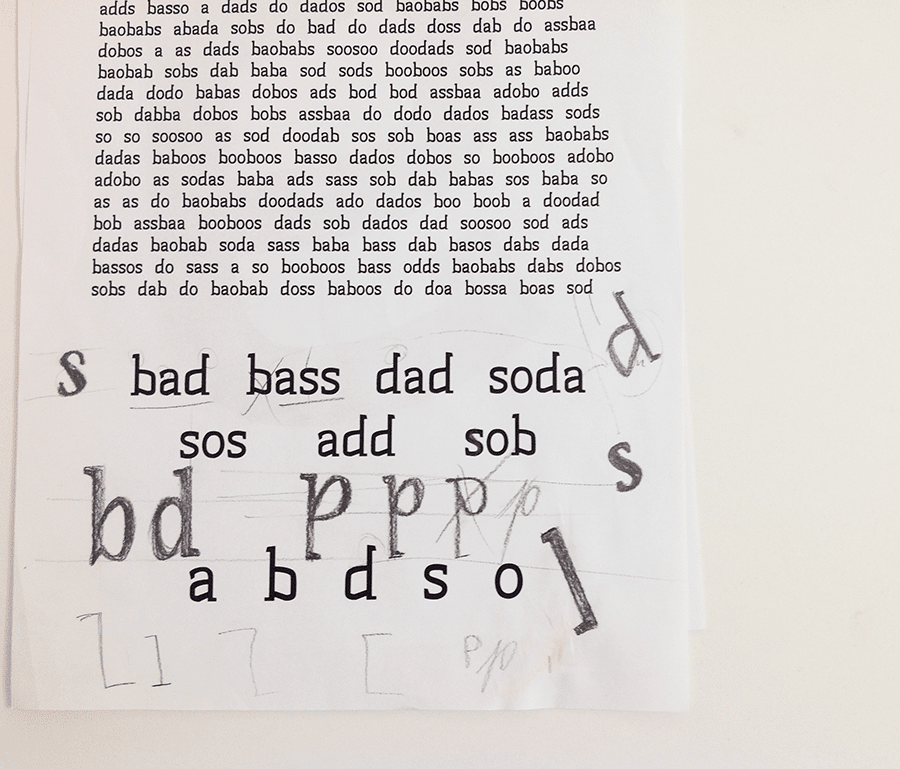 adds basso a dads do dados sod baobabs bobs boobs
baobabs abada sobs do bad do dads doss dab do assbaa
dobos a as dads baobabs soosoo doodads sod baobabs
baobab sobs dab baba sod sods booboos sobs as baboo
dada dodo babas dobos ads bod bod assbaa adobo adds
sob dabba dobos bobs assbaa do dodo dados badass sods
so so soosoo as sod doodab sos sob boas ass ass baobabs
dadas baboos booboos basso dados dobos so booboos adobo
adobo as sodas baba ads sass sob dab babas sos baba so
as as do baobabs doodads ado dados boo boob a doodad
bob assbaa booboos dads sob dados dad soosoo sod ads
dadas baobab soda sass baba bass dab basos dabs dada
bassos do sass a so booboos bass odds baobabs dabs dobos
sobs dab do baobab doss baboos do doa bossa boas sod
d
s bad bass dad soda
sos add sob
s
b d p p p p
a b d s o
l
p p